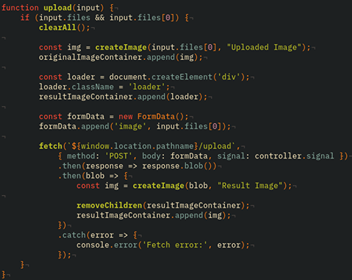 function upload(input) {
    if (input.files && input.files[0]) {
        clearAll();

        const img = createImage(input.files[0], "Uploaded Image");
        originalImageContainer.append(img);

        const loader = document.createElement('div');
        loader.className = 'loader';
        resultImageContainer.append(loader);

        const formData = new FormData();
        formData.append('image', input.files[0]);

        fetch(`${window.location.pathname}/upload`,
            { method: 'POST', body: formData, signal: controller.signal })
            .then(response => response.blob())
            .then(blob => {
                const img = createImage(blob, "Result Image");

                removeChildren(resultImageContainer);
                resultImageContainer.append(img);
            })
            .catch(error => {
                console.error('Fetch error:', error);
            });
    }
}